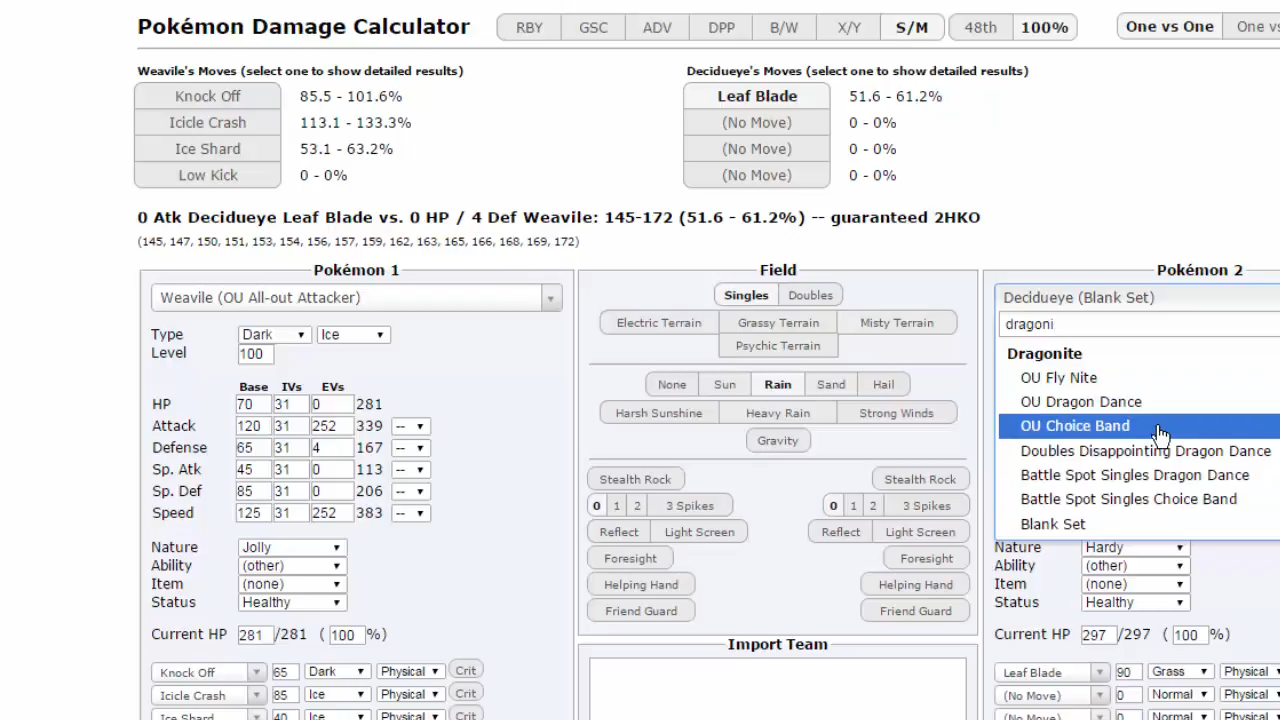 Pokémon Damage Calculator RBY GSC ADV DPP B/W X/Y S/M 48th 100% One vs One One vs
Weavile's Moves (select one to show detailed results) Decidueye's Moves (select one to show detailed results)
Knock Off 85.5 - 101.6% Leaf Blade 51.6 - 61.2%
Icicle Crash 113.1 - 133.3% (No Move) 0 - 0%
Ice Shard 53.1 - 63.2% (No Move) 0 - 0%
Low Kick 0 - 0% (No Move) 0 - 0%
0 Atk Decidueye Leaf Blade vs. 0 HP / 4 Def Weavile: 145-172 (51.6 - 61.2%) -- guaranteed 2HKO
(145, 147, 150, 151, 153, 154, 156, 157, 159, 162, 163, 165, 166, 168, 169, 172)
Pokémon 1
Weavile (OU All-out Attacker)
Type Dark Ice
Level 100
Base IVs EVs
HP 70 31 0 281
Attack 120 31 252 339 --
Defense 65 31 4 167 --
Sp. Atk 45 31 0 113 --
Sp. Def 85 31 0 206 --
Speed 125 31 252 383 --
Nature Jolly
Ability (other)
Item (none)
Status Healthy
Current HP 281 /281 ( 100 %)
Knock Off 65 Dark Physical Crit
Icicle Crash 85 Ice Physical Crit
Ice Shard 40 Ice Physical Crit
Field
Singles Doubles
Electric Terrain Grassy Terrain Misty Terrain
Psychic Terrain
None Sun Rain Sand Hail
Harsh Sunshine Heavy Rain Strong Winds
Gravity
Stealth Rock Stealth Rock
0 1 2 3 Spikes 0 1 2 3 Spikes
Reflect Light Screen Reflect Light Screen
Foresight Foresight
Helping Hand Helping Hand
Friend Guard Friend Guard
Import Team
Pokémon 2
Decidueye (Blank Set)
dragoni
Dragonite
OU Fly Nite
OU Dragon Dance
OU Choice Band
Doubles Disappointing Dragon Dance
Battle Spot Singles Dragon Dance
Battle Spot Singles Choice Band
Blank Set
Nature Hardy
Ability (other)
Item (none)
Status Healthy
Current HP 297 /297 ( 100 %)
Leaf Blade 90 Grass Physical
(No Move) 0 Normal Physical
(No Move) 0 Normal Physical